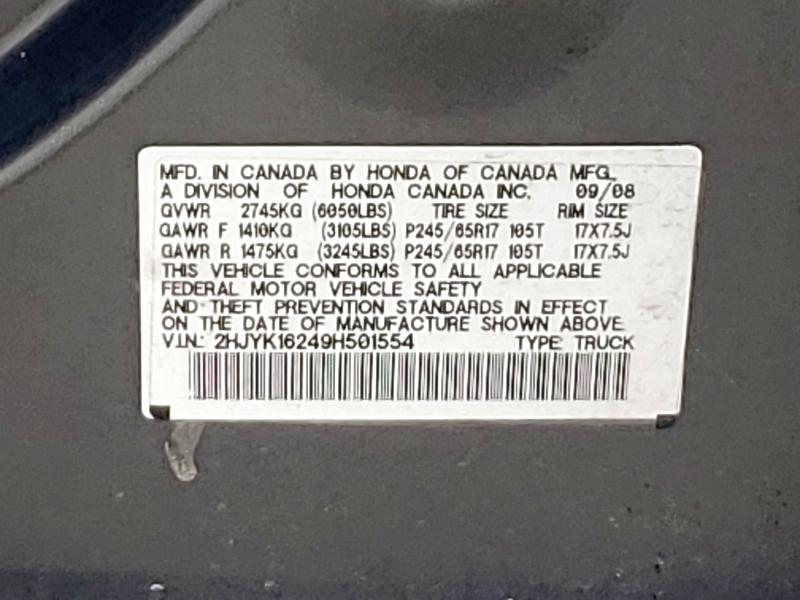 MFD. IN CANADA BY HONDA OF CANADA MFG.,
A DIVISION OF HONDA CANADA INC. 09/08
GVWR 2745KG (6050LBS) TIRE SIZE RIM SIZE
GAWR F 1410KG (3105LBS) P245/65R17 105T 17X7.5J
GAWR R 1475KG (3245LBS) P245/65R17 105T 17X7.5J
THIS VEHICLE CONFORMS TO ALL APPLICABLE
FEDERAL MOTOR VEHICLE SAFETY
AND THEFT PREVENTION STANDARDS IN EFFECT
ON THE DATE OF MANUFACTURE SHOWN ABOVE.
V.I.N.: 2HJYK16249H501554 TYPE: TRUCK